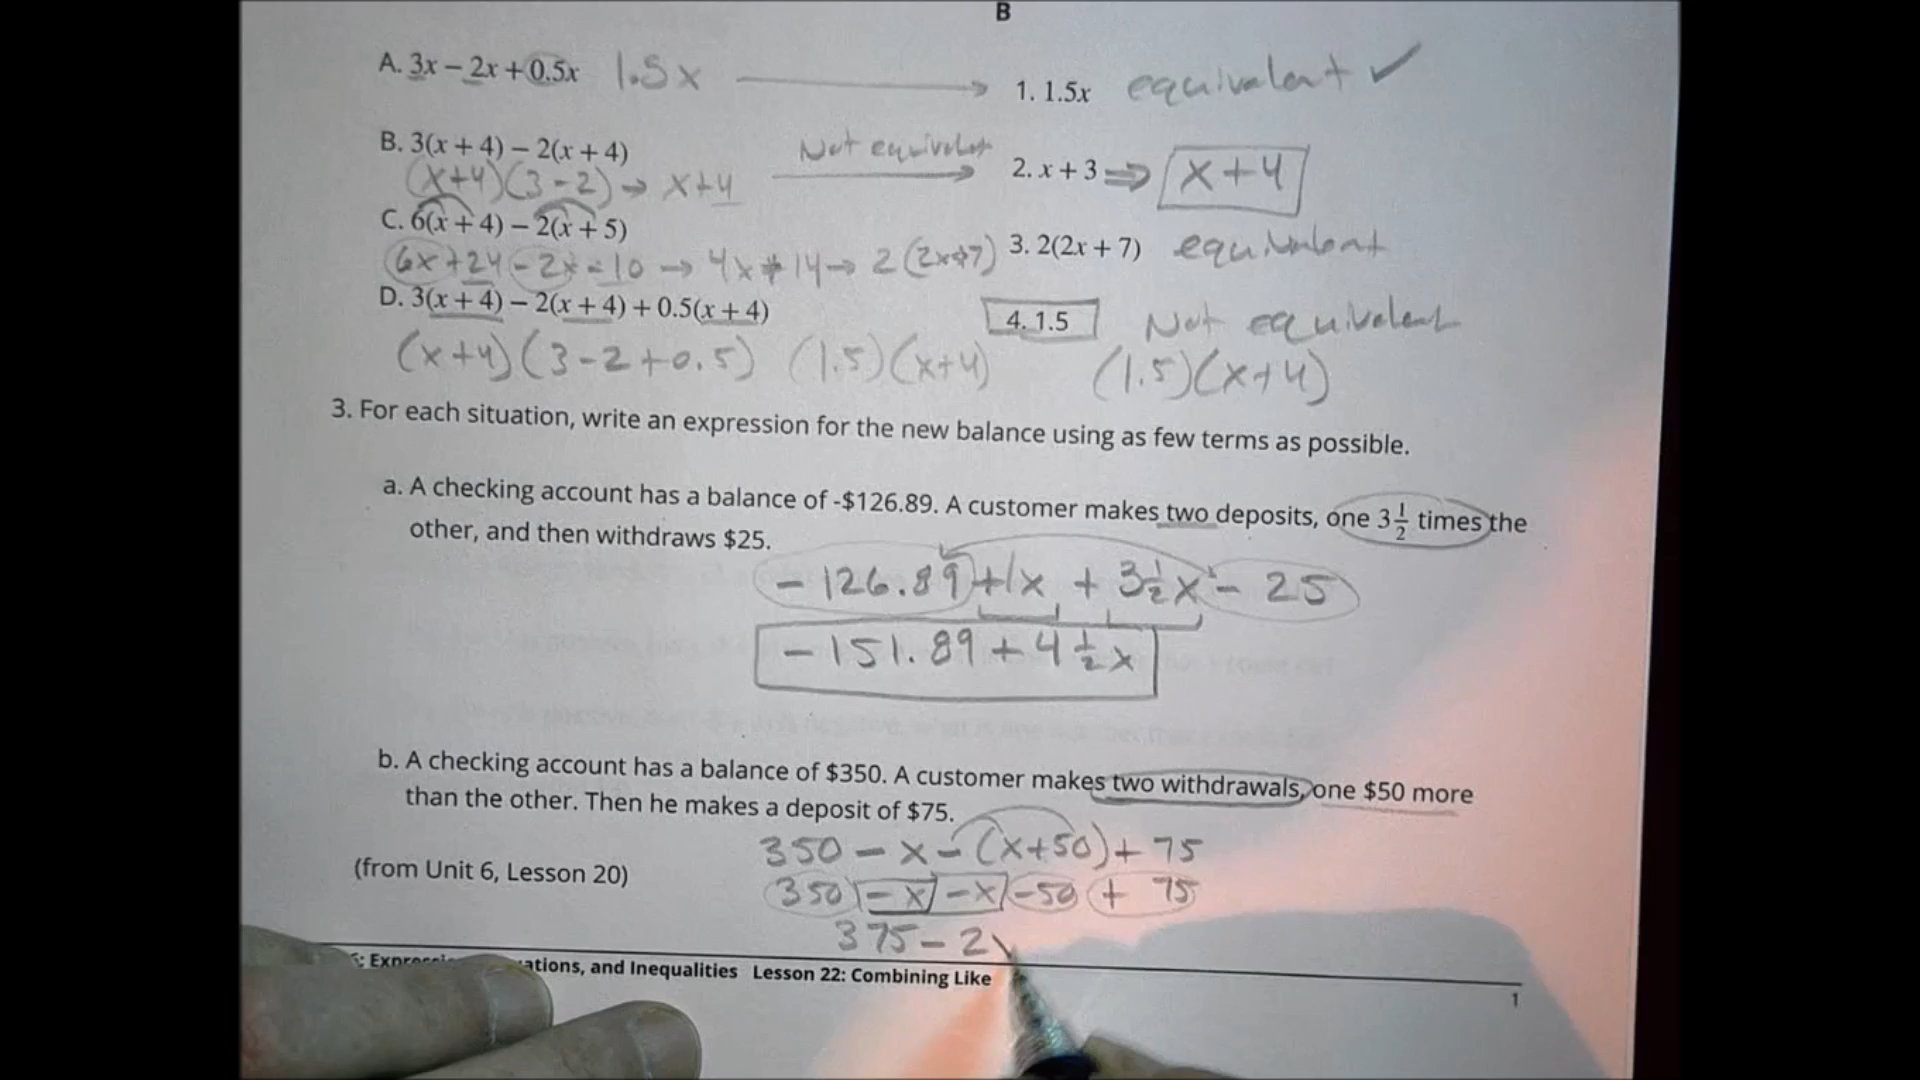 B
A. 3x – 2x + 0.5x 1.5x 1. 1.5x equivalent ✓
B. 3(x + 4) – 2(x + 4) Not equivalent 2. x + 3 ⇒ x+4
(x+4)(3-2) → x+4
C. 6(x + 4) – 2(x + 5) 3. 2(2x + 7) equivalent
6x+24-2x-10 → 4x+14 → 2(2x+7)
D. 3(x + 4) – 2(x + 4) + 0.5(x + 4) 4. 1.5 Not equivalent
(x+4)(3-2+0.5) (1.5)(x+4) (1.5)(x+4)
3. For each situation, write an expression for the new balance using as few terms as possible.
a. A checking account has a balance of -$126.89. A customer makes two deposits, one 3½ times the
other, and then withdraws $25.
-126.89 + 1x + 3½x - 25
-151.89 + 4½x
b. A checking account has a balance of $350. A customer makes two withdrawals, one $50 more
than the other. Then he makes a deposit of $75.
350 - x - (x+50) + 75
(from Unit 6, Lesson 20)
350 - x - x - 50 + 75
375 - 2
ations, and Inequalities Lesson 22: Combining Like
1